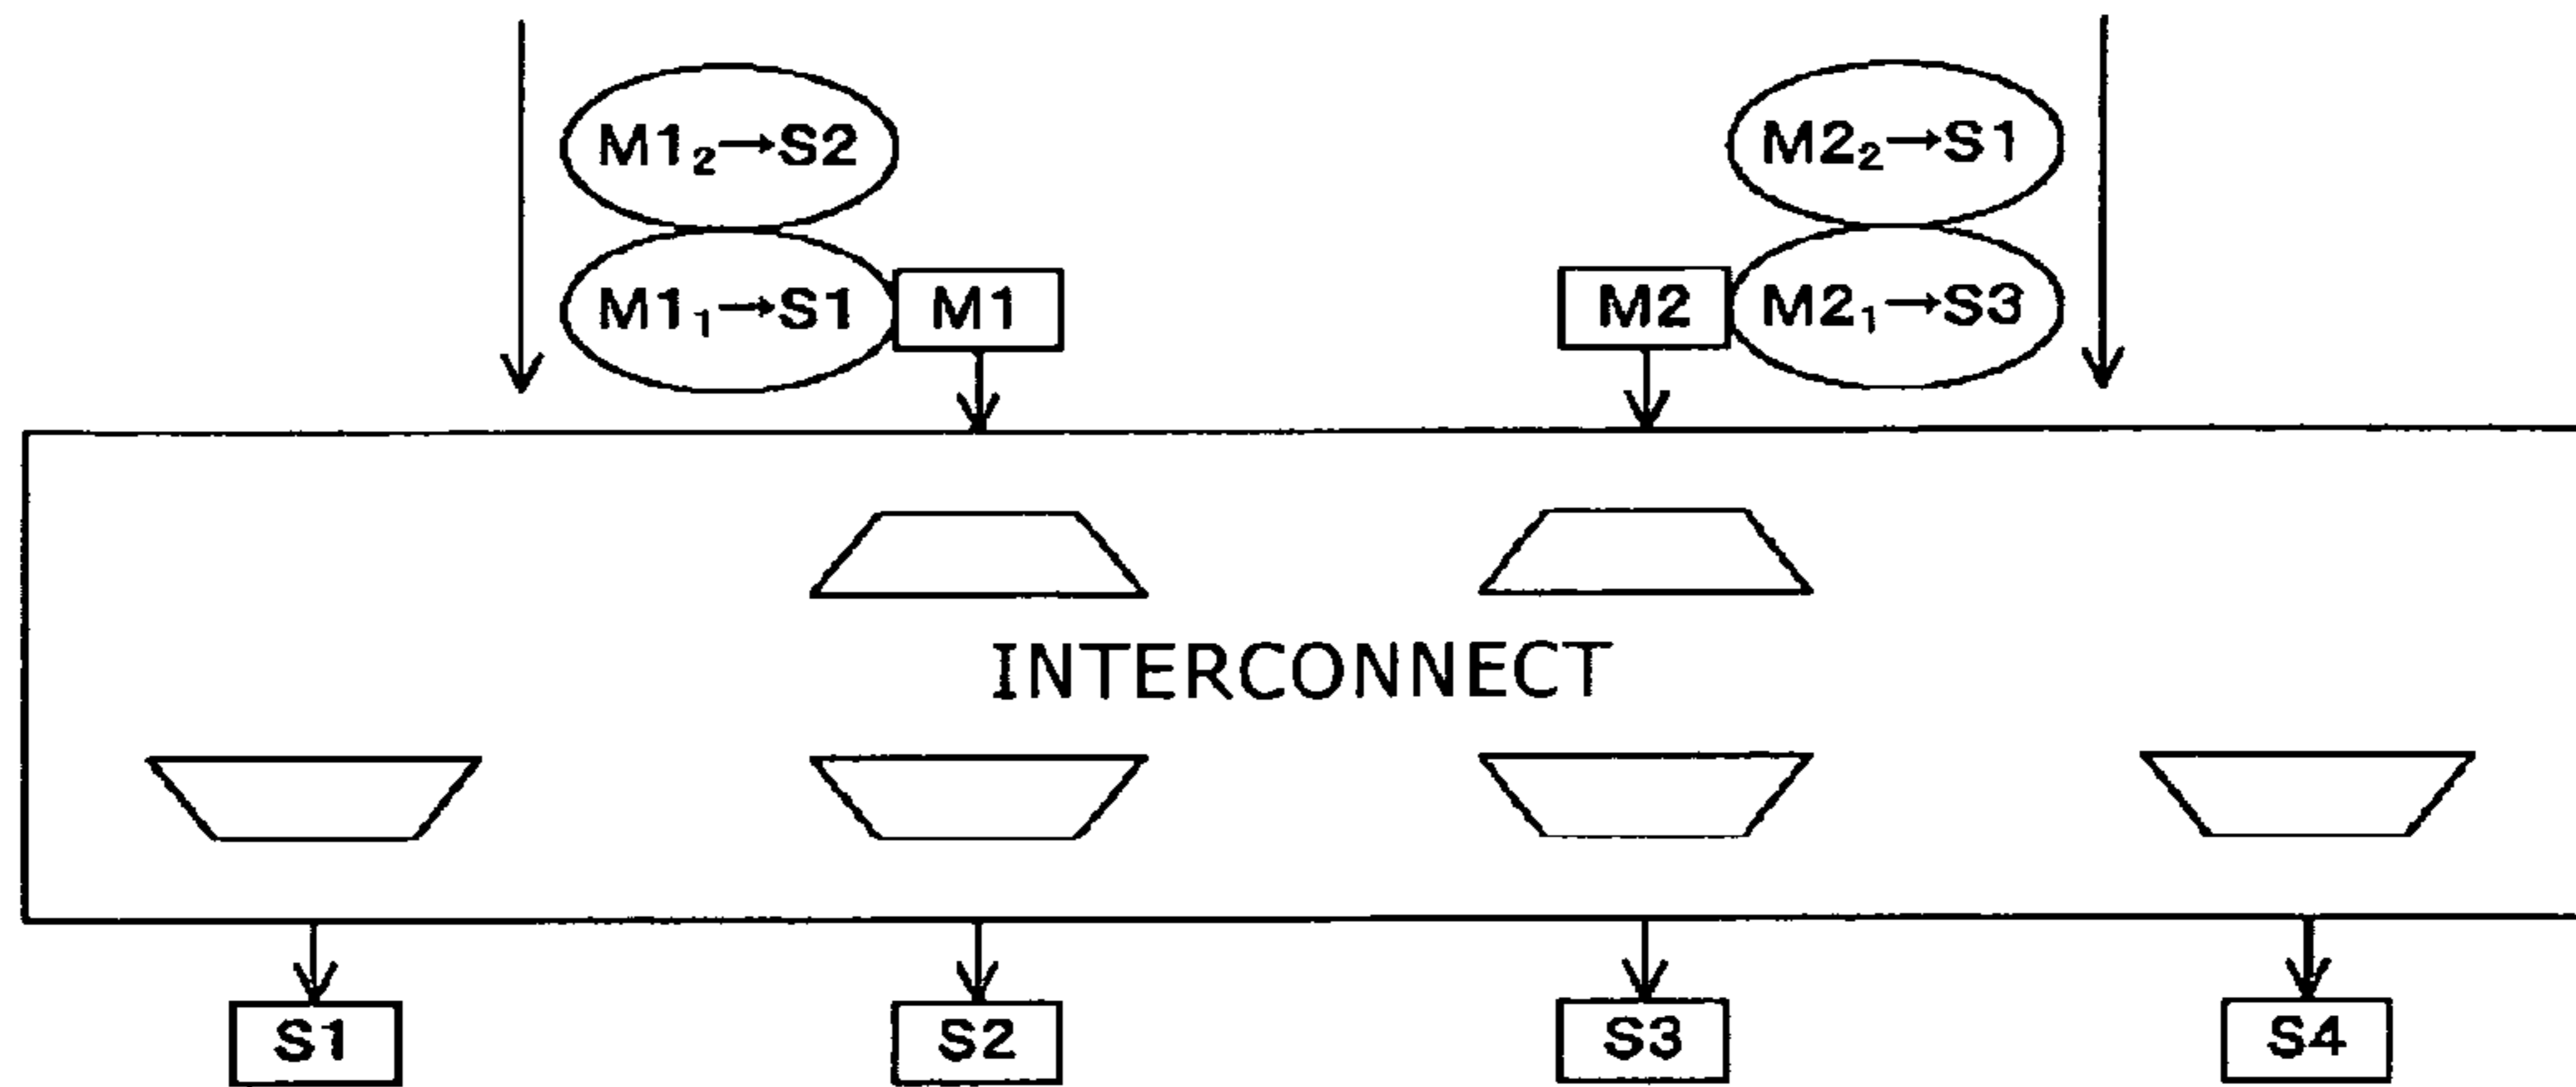 M1₂→S2
M2₂→S1
M1₁→S1
M1
M2
M2₁→S3
INTERCONNECT
S1
S2
S3
S4